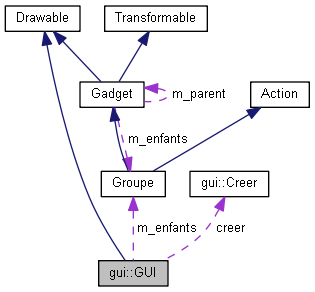 Drawable
Transformable
Gadget
m_parent
Action
m_enfants
Groupe
gui::Creer
m_enfants
creer
gui::GUI